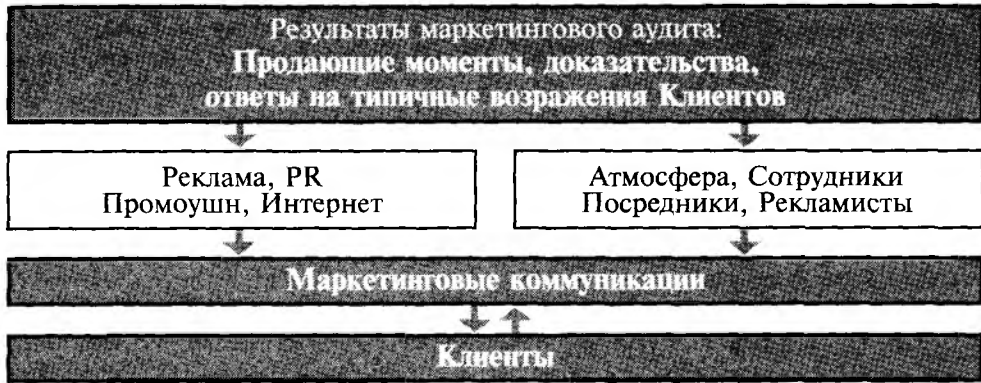 Результаты маркетингового аудита:
Продающие моменты, доказательства,
ответы на типичные возражения Клиентов
Реклама, PR
Промоушн, Интернет
Атмосфера, Сотрудники
Посредники, Рекламисты
Маркетинговые коммуникации
Клиенты